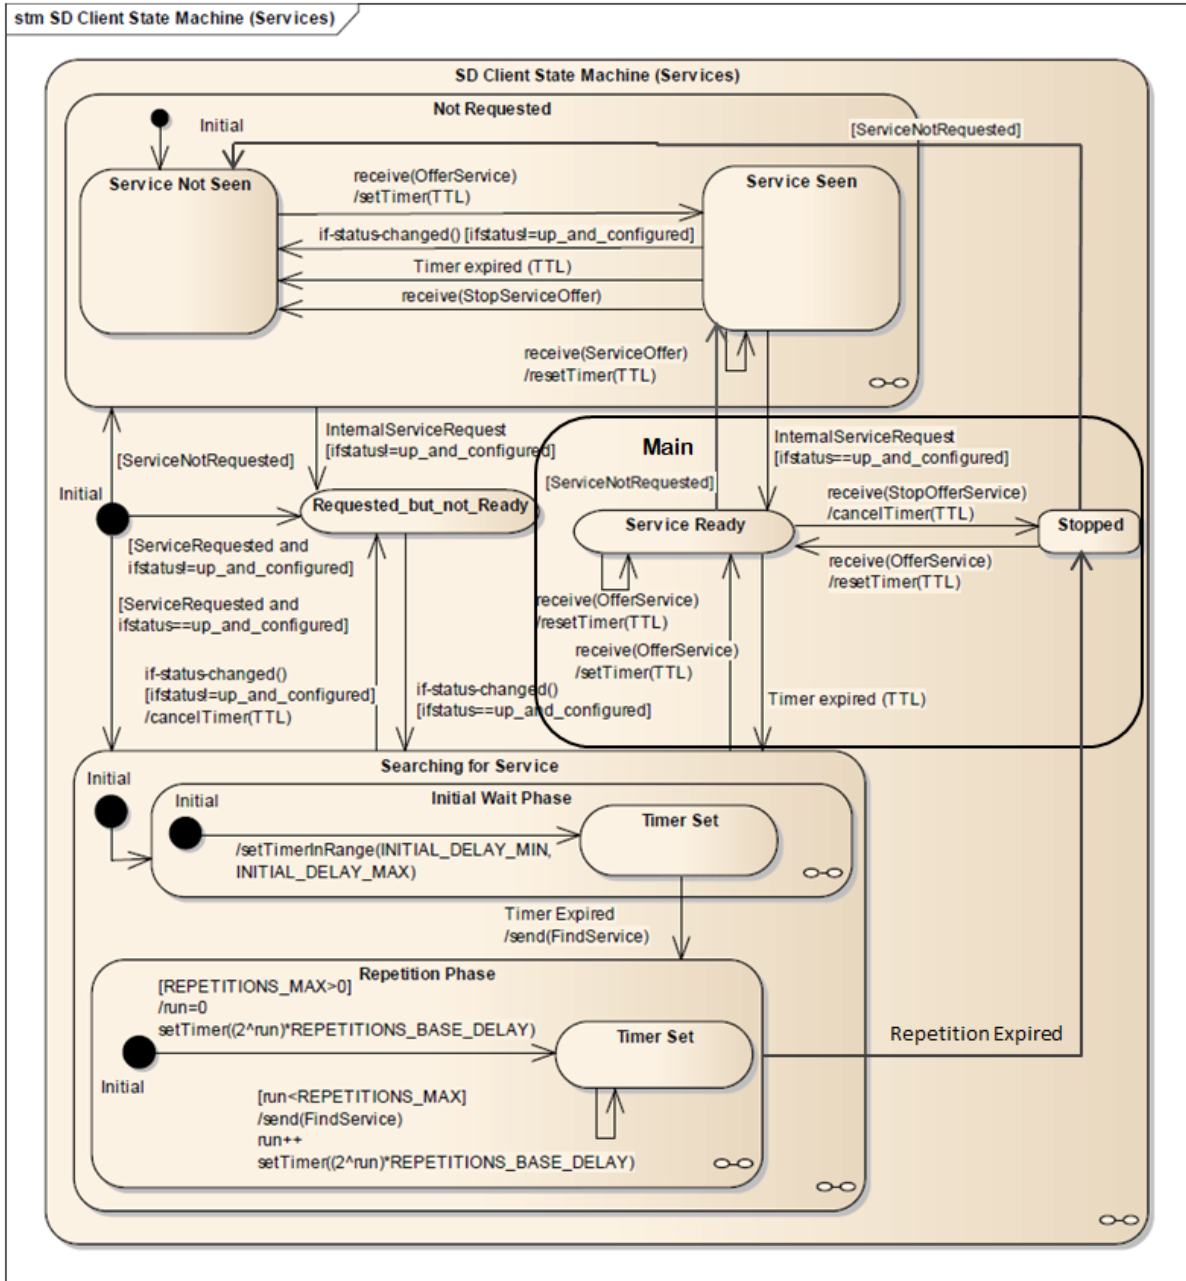 stm SD Client State Machine (Services)
SD Client State Machine (Services)
Not Requested
Initial
[ServiceNotRequested]
Service Not Seen
Service Seen
receive(OfferService)
/setTimer(TTL)
if-status-changed() [ifstatus!=up_and_configured]
Timer expired (TTL)
receive(StopServiceOffer)
receive(ServiceOffer)
/resetTimer(TTL)
InternalServiceRequest
[ifstatus!=up_and_configured]
Main
InternalServiceRequest
[ifstatus==up_and_configured]
[ServiceNotRequested]
[ServiceNotRequested]
Initial
Requested_but_not_Ready
Service Ready
receive(StopOfferService)
/cancelTimer(TTL)
Stopped
[ServiceRequested and
ifstatus!=up_and_configured]
receive(OfferService)
/resetTimer(TTL)
[ServiceRequested and
ifstatus==up_and_configured]
receive(OfferService)
/resetTimer(TTL)
receive(OfferService)
/setTimer(TTL)
if-status-changed()
[ifstatus!=up_and_configured]
/cancelTimer(TTL)
if-status-changed()
[ifstatus==up_and_configured]
Timer expired (TTL)
Searching for Service
Initial
Initial Wait Phase
Initial
Timer Set
/setTimerInRange(INITIAL_DELAY_MIN,
INITIAL_DELAY_MAX)
Timer Expired
/send(FindService)
Repetition Phase
[REPETITIONS_MAX>0]
/run=0
setTimer((2^run)*REPETITIONS_BASE_DELAY)
Timer Set
Repetition Expired
Initial
[run<REPETITIONS_MAX]
/send(FindService)
run++
setTimer((2^run)*REPETITIONS_BASE_DELAY)